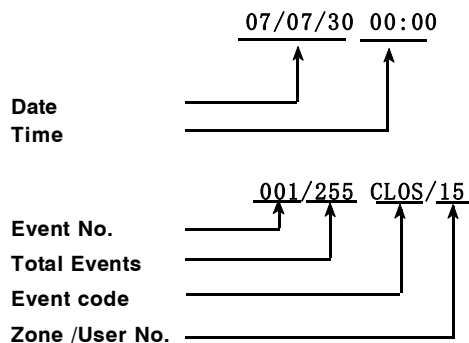 07/07/30 00:00
Date
Time
001/255 CLOS/15
Event No.
Total Events
Event code
Zone /User No.